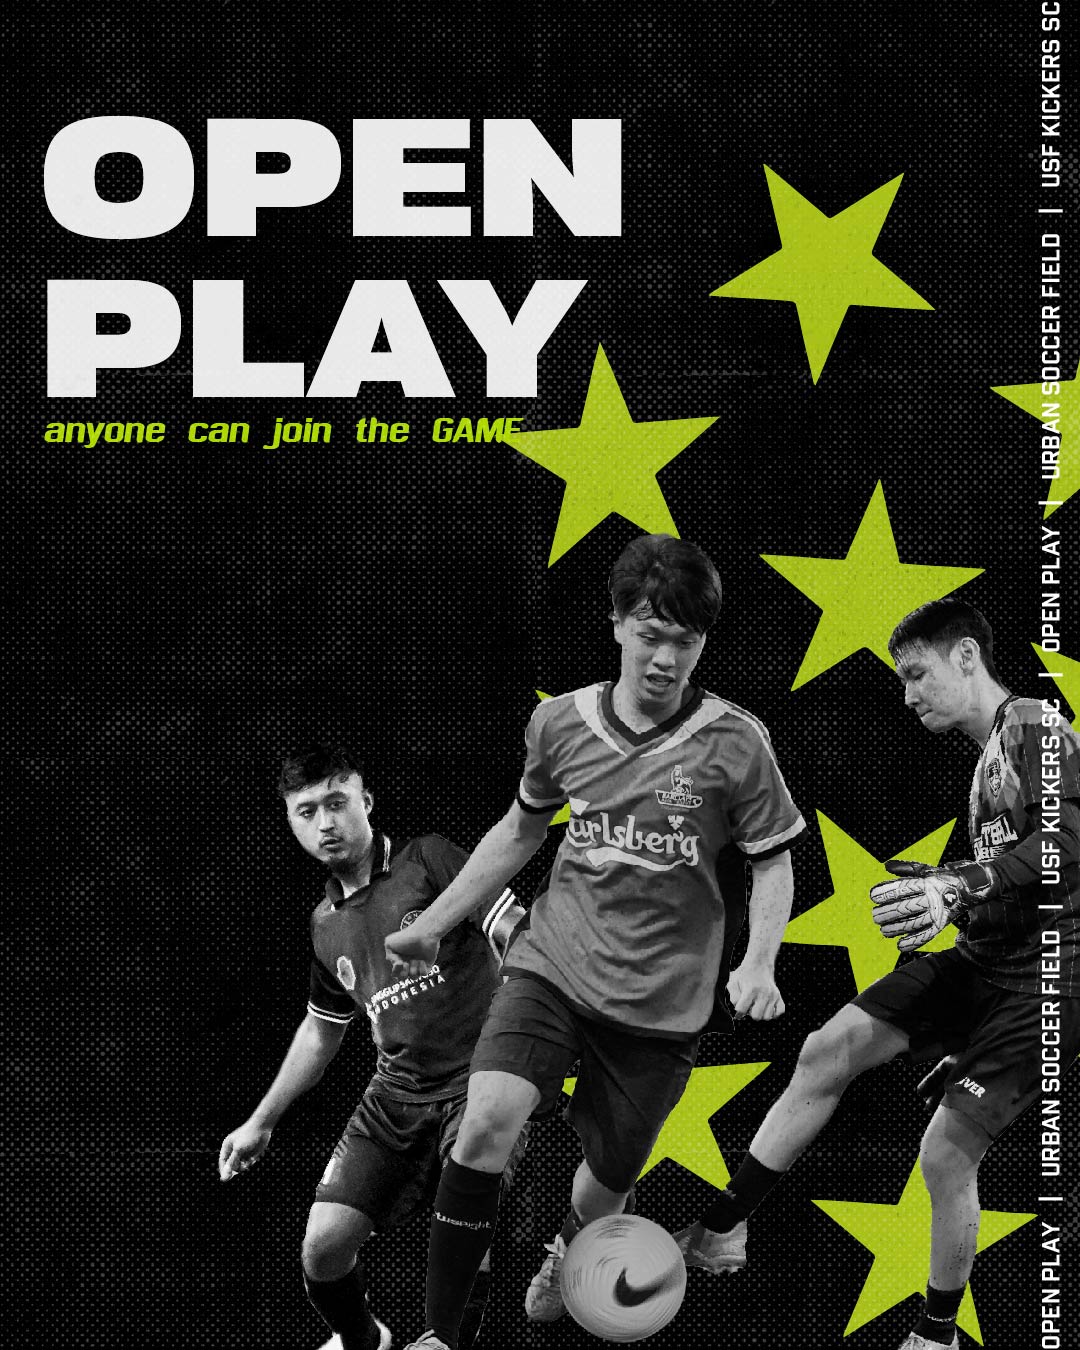 OPEN
PLAY
anyone can join the GAME
OPEN PLAY | URBAN SOCCER FIELD | USF KICKERS SC | OPEN PLAY | URBAN SOCCER FIELD | USF KICKERS SC
Carlsberg
INDONESIA